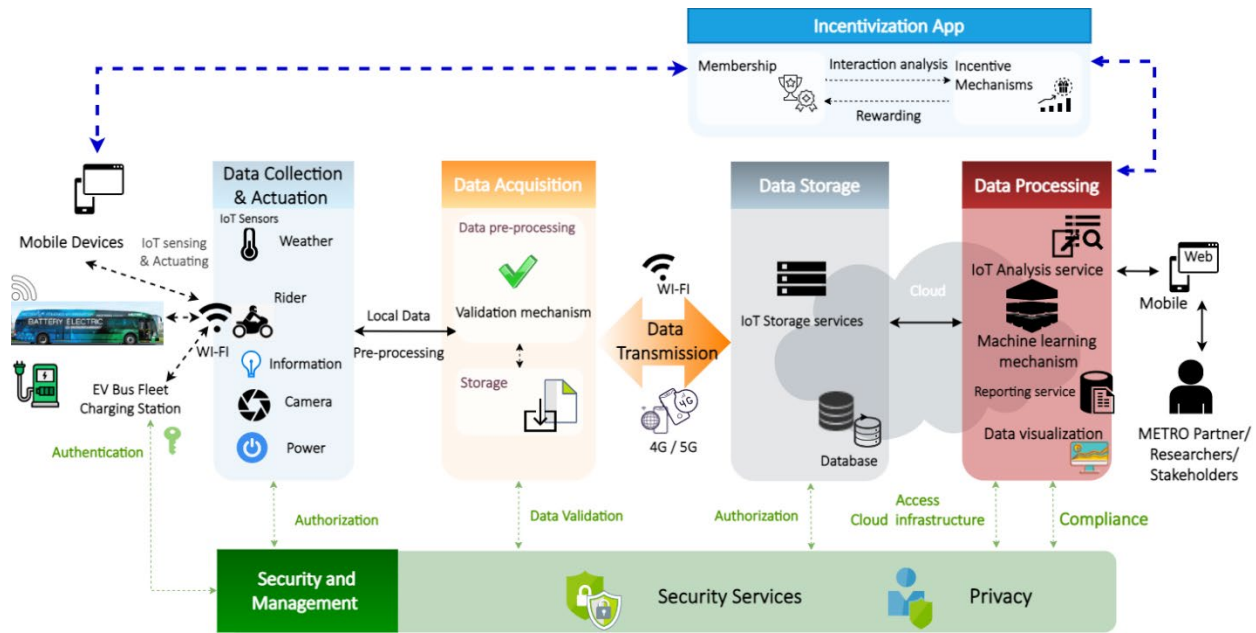 Incentivization App
Membership
Interaction analysis
Incentive
Mechanisms
Rewarding
Mobile Devices
IoT sensing
& Actuating
BATTERY ELECTRIC
WI-FI
EV Bus Fleet
Charging Station
Authentication
Data Collection
& Actuation
IoT Sensors
Weather
Rider
Information
Camera
Power
Local Data
Pre-processing
Data Acquisition
Data pre-processing
Validation mechanism
Storage
WI-FI
Data
Transmission
4G
4G / 5G
Data Storage
IoT Storage services
Database
Cloud
Data Processing
IoT Analysis service
Machine learning
mechanism
Reporting service
Data visualization
Web
Mobile
METRO Partner/
Researchers/
Stakeholders
Authorization
Data Validation
Authorization
Access
Cloud infrastructure
Compliance
Security and
Management
Security Services
Privacy